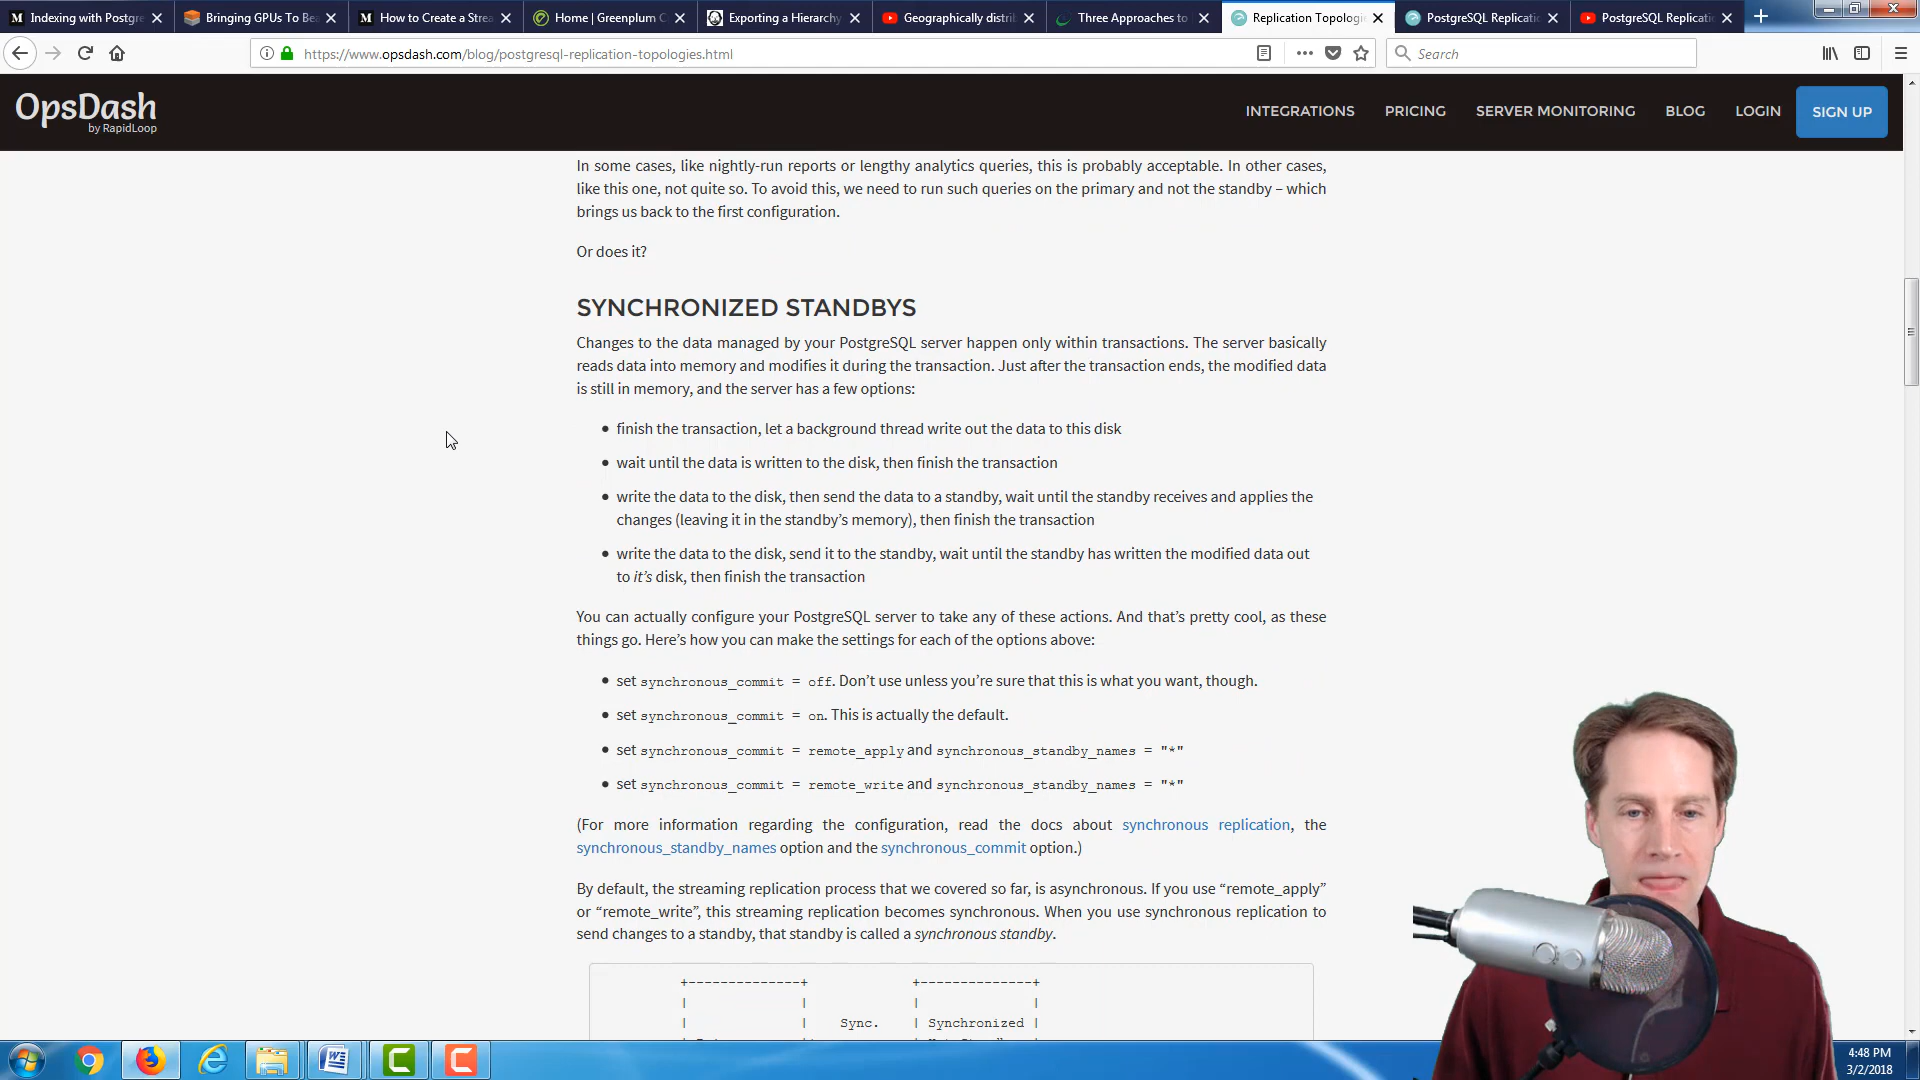 Indexing with Postgre
Bringing GPUs To Be
How to Create a Stre
Home | Greenplum
Exporting a Hierarchy
Geographically distri
Three Approaches to
Replication Topologi
PostgreSQL Replicati
PostgreSQL Replicati
https://www.opsdash.com/blog/postgresql-replication-topologies.html
Search
OpsDash
by RapidLoop
INTEGRATIONS
PRICING
SERVER MONITORING
BLOG
LOGIN
SIGN UP
In some cases, like nightly-run reports or lengthy analytics queries, this is probably acceptable. In other cases,
like this one, not quite so. To avoid this, we need to run such queries on the primary and not the standby – which
brings us back to the first configuration.
Or does it?
SYNCHRONIZED STANDBYS
Changes to the data managed by your PostgreSQL server happen only within transactions. The server basically
reads data into memory and modifies it during the transaction. Just after the transaction ends, the modified data
is still in memory, and the server has a few options:
• finish the transaction, let a background thread write out the data to this disk
• wait until the data is written to the disk, then finish the transaction
• write the data to the disk, then send the data to a standby, wait until the standby receives and applies the
changes (leaving it in the standby’s memory), then finish the transaction
• write the data to the disk, send it to the standby, wait until the standby has written the modified data out
to it’s disk, then finish the transaction
You can actually configure your PostgreSQL server to take any of these actions. And that’s pretty cool, as these
things go. Here’s how you can make the settings for each of the options above:
• set synchronous_commit = off. Don’t use unless you’re sure that this is what you want, though.
• set synchronous_commit = on. This is actually the default.
• set synchronous_commit = remote_apply and synchronous_standby_names = "*"
• set synchronous_commit = remote_write and synchronous_standby_names = "*"
(For more information regarding the configuration, read the docs about synchronous replication, the
synchronous_standby_names option and the synchronous_commit option.)
By default, the streaming replication process that we covered so far, is asynchronous. If you use “remote_apply”
or “remote_write”, this streaming replication becomes synchronous. When you use synchronous replication to
send changes to a standby, that standby is called a synchronous standby.
+--------------+ +--------------+
| | | |
| | Sync. | Synchronized |
4:48 PM
3/2/2018